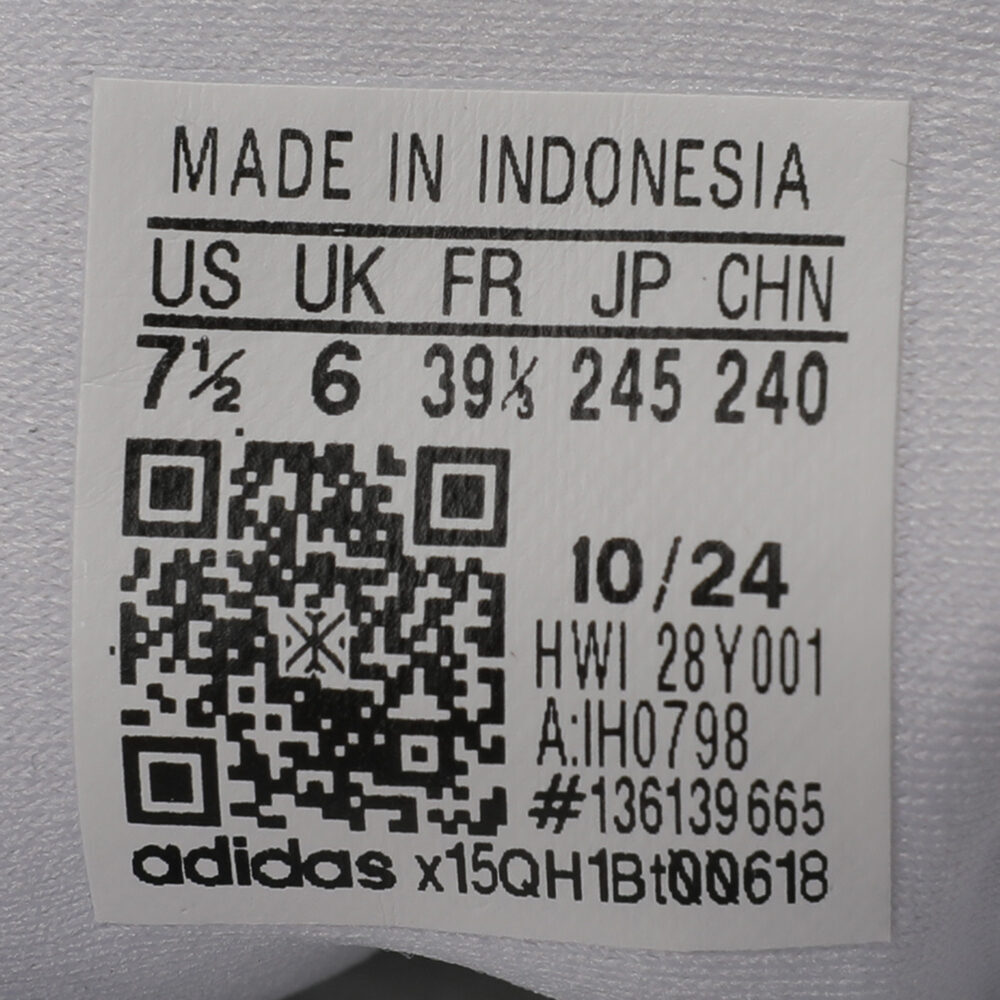 MADE IN INDONESIA
US UK FR JP CHN
7½ 6 39⅓ 245 240
10/24
HWI 28Y001
A:IH0798
#136139665
adidas x15QH1Bt00618